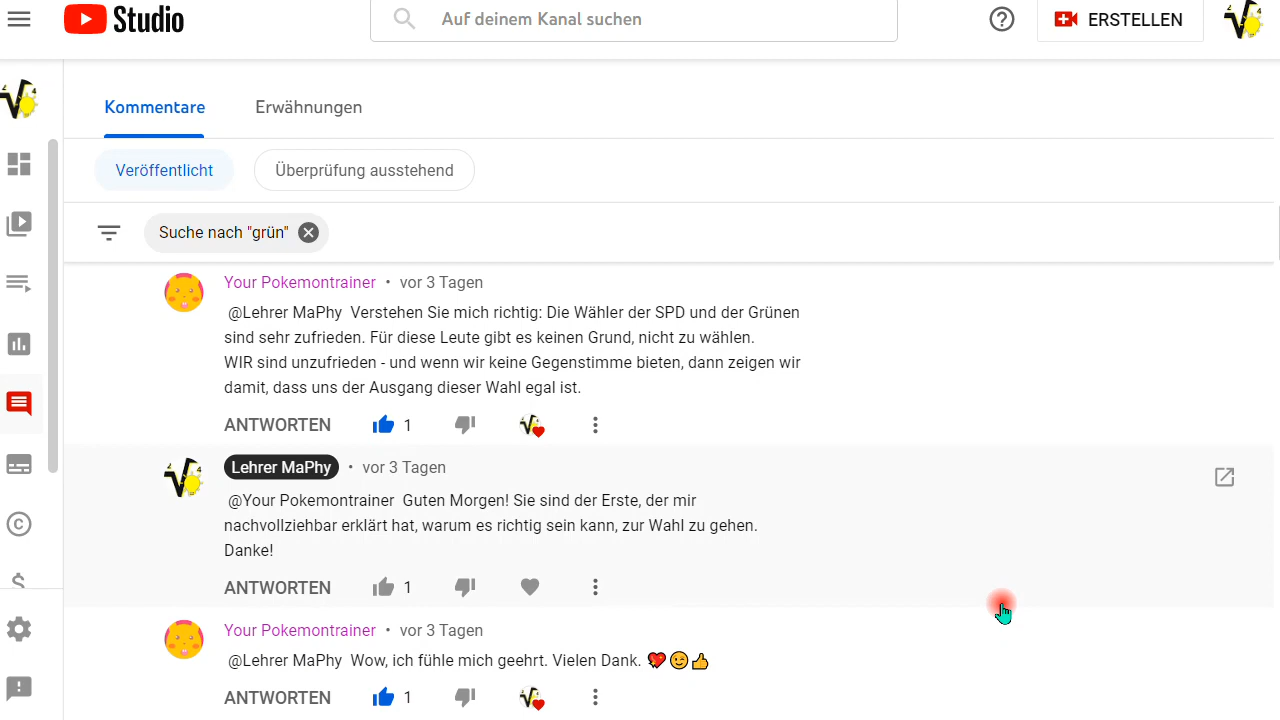 Studio
Auf deinem Kanal suchen
ERSTELLEN
Kommentare
Erwähnungen
Veröffentlicht
Überprüfung ausstehend
Suche nach "grün"
Your Pokemontrainer • vor 3 Tagen
@Lehrer MaPhy Verstehen Sie mich richtig: Die Wähler der SPD und der Grünen
sind sehr zufrieden. Für diese Leute gibt es keinen Grund, nicht zu wählen.
WIR sind unzufrieden - und wenn wir keine Gegenstimme bieten, dann zeigen wir
damit, dass uns der Ausgang dieser Wahl egal ist.
ANTWORTEN 1
Lehrer MaPhy • vor 3 Tagen
@Your Pokemontrainer Guten Morgen! Sie sind der Erste, der mir
nachvollziehbar erklärt hat, warum es richtig sein kann, zur Wahl zu gehen.
Danke!
ANTWORTEN 1
Your Pokemontrainer • vor 3 Tagen
@Lehrer MaPhy Wow, ich fühle mich geehrt. Vielen Dank. 💖😉👍
ANTWORTEN 1